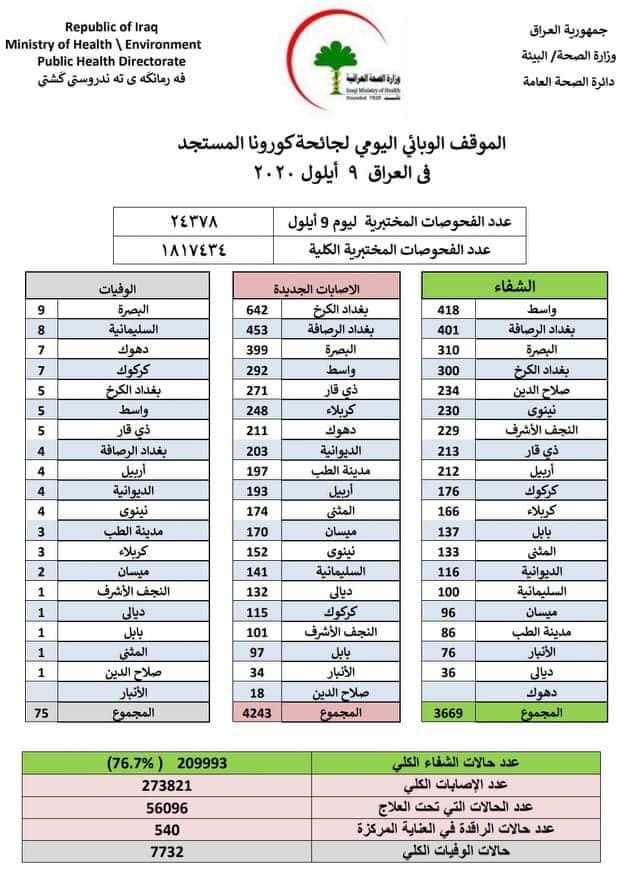 Republic of Iraq
Ministry of Health \ Environment
Public Health Directorate
فه رمانگه ى ته ندروستى گشتى
وزارة الصحة العراقية
Iraqi Ministry of Health
Founded 1920
جمهورية العراق
وزارة الصحة/ البيئة
دائرة الصحة العامة
الموقف الوبائي اليومي لجائحة كورونا المستجد
في العراق ٩ أيلول ٢٠٢٠
عدد الفحوصات المختبرية ليوم 9 أيلول ٢٤٣٧٨
عدد الفحوصات المختبرية الكلية ١٨١٧٤٣٤
الشفاء
واسط 418
بغداد الرصافة 401
البصرة 310
بغداد الكرخ 300
صلاح الدين 234
نينوى 230
النجف الأشرف 229
ذي قار 213
أربيل 212
كركوك 176
كربلاء 166
بابل 137
المثنى 133
الديوانية 116
السليمانية 100
ميسان 96
مدينة الطب 86
الأنبار 76
ديالى 36
دهوك
المجموع 3669
الاصابات الجديدة
بغداد الكرخ 642
بغداد الرصافة 453
البصرة 399
واسط 292
ذي قار 271
كربلاء 248
دهوك 211
الديوانية 203
مدينة الطب 197
أربيل 193
المثنى 174
ميسان 170
نينوى 152
السليمانية 141
ديالى 132
كركوك 115
النجف الأشرف 101
بابل 97
الأنبار 34
صلاح الدين 18
المجموع 4243
الوفيات
البصرة 9
السليمانية 8
دهوك 7
كركوك 7
بغداد الكرخ 5
واسط 5
ذي قار 5
بغداد الرصافة 4
أربيل 4
الديوانية 4
نينوى 4
مدينة الطب 3
كربلاء 3
ميسان 2
النجف الأشرف 1
ديالى 1
بابل 1
المثنى 1
صلاح الدين 1
الأنبار
المجموع 75
عدد حالات الشفاء الكلي 209993 (76.7%)
عدد الإصابات الكلي 273821
عدد الحالات التي تحت العلاج 56096
عدد حالات الراقدة في العناية المركزة 540
حالات الوفيات الكلي 7732